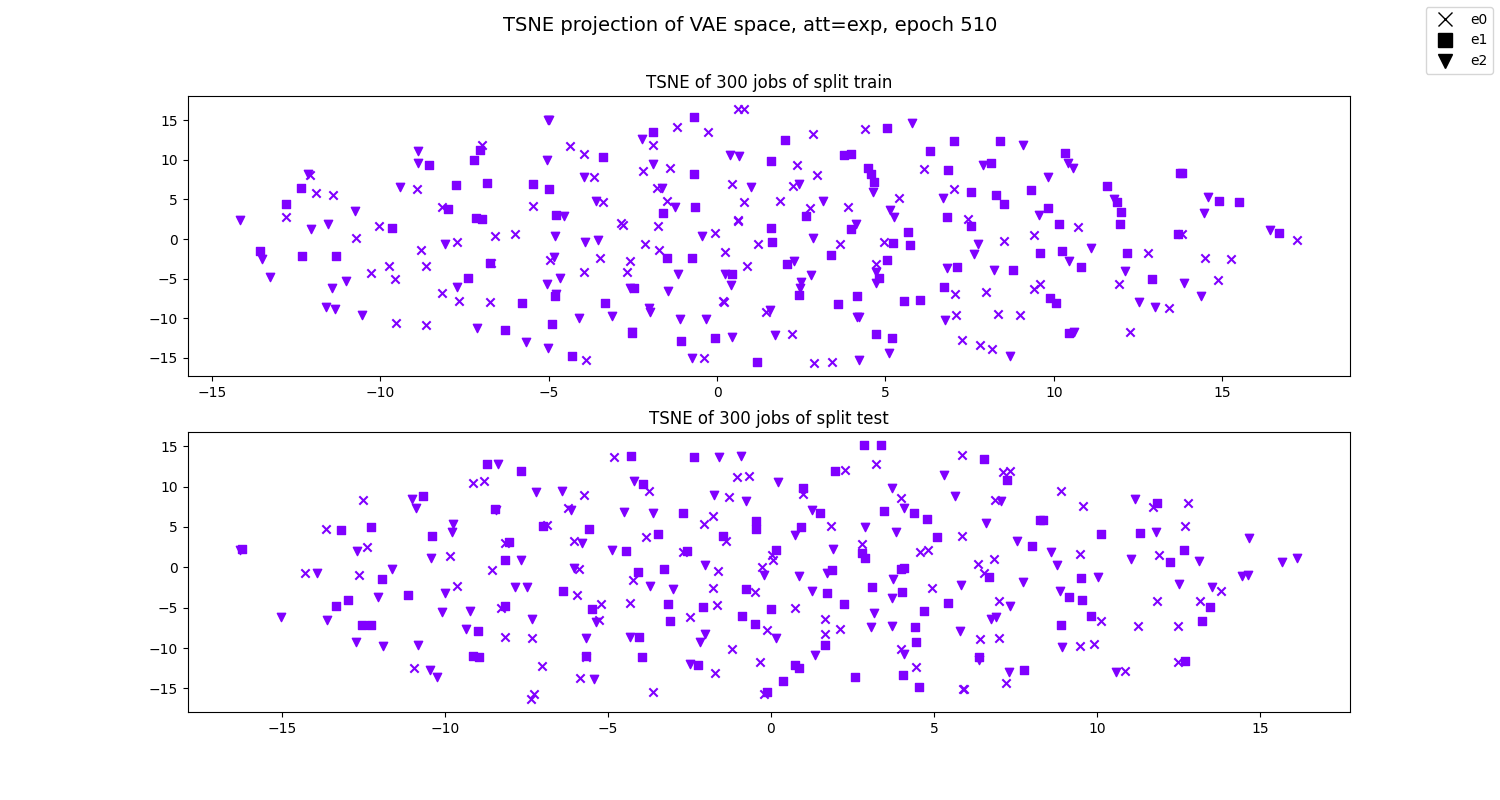 TSNE projection of VAE space, att=exp, epoch 510
e0
e1
e2
TSNE of 300 jobs of split train
15
10
5
0
−5
−10
−15
−15 −10 −5 0 5 10 15
TSNE of 300 jobs of split test
15
10
5
0
−5
−10
−15
−15 −10 −5 0 5 10 15